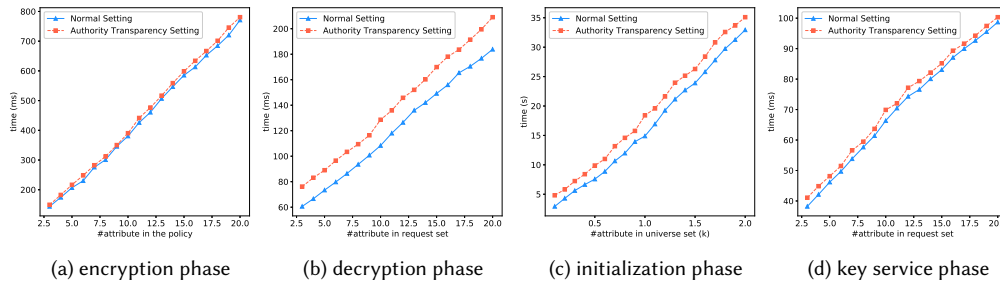 Normal Setting
Authority Transparency Setting
800
700
600
500
400
300
200
time (ms)
2.5 5.0 7.5 10.0 12.5 15.0 17.5 20.0
#attribute in the policy
(a) encryption phase
Normal Setting
Authority Transparency Setting
200
180
160
140
120
100
80
60
time (ms)
2.5 5.0 7.5 10.0 12.5 15.0 17.5 20.0
#attribute in request set
(b) decryption phase
Normal Setting
Authority Transparency Setting
35
30
25
20
15
10
5
time (s)
0.5 1.0 1.5 2.0
#attribute in universe set (k)
(c) initialization phase
Normal Setting
Authority Transparency Setting
100
90
80
70
60
50
40
time (ms)
2.5 5.0 7.5 10.0 12.5 15.0 17.5 20.0
#attribute in request set
(d) key service phase